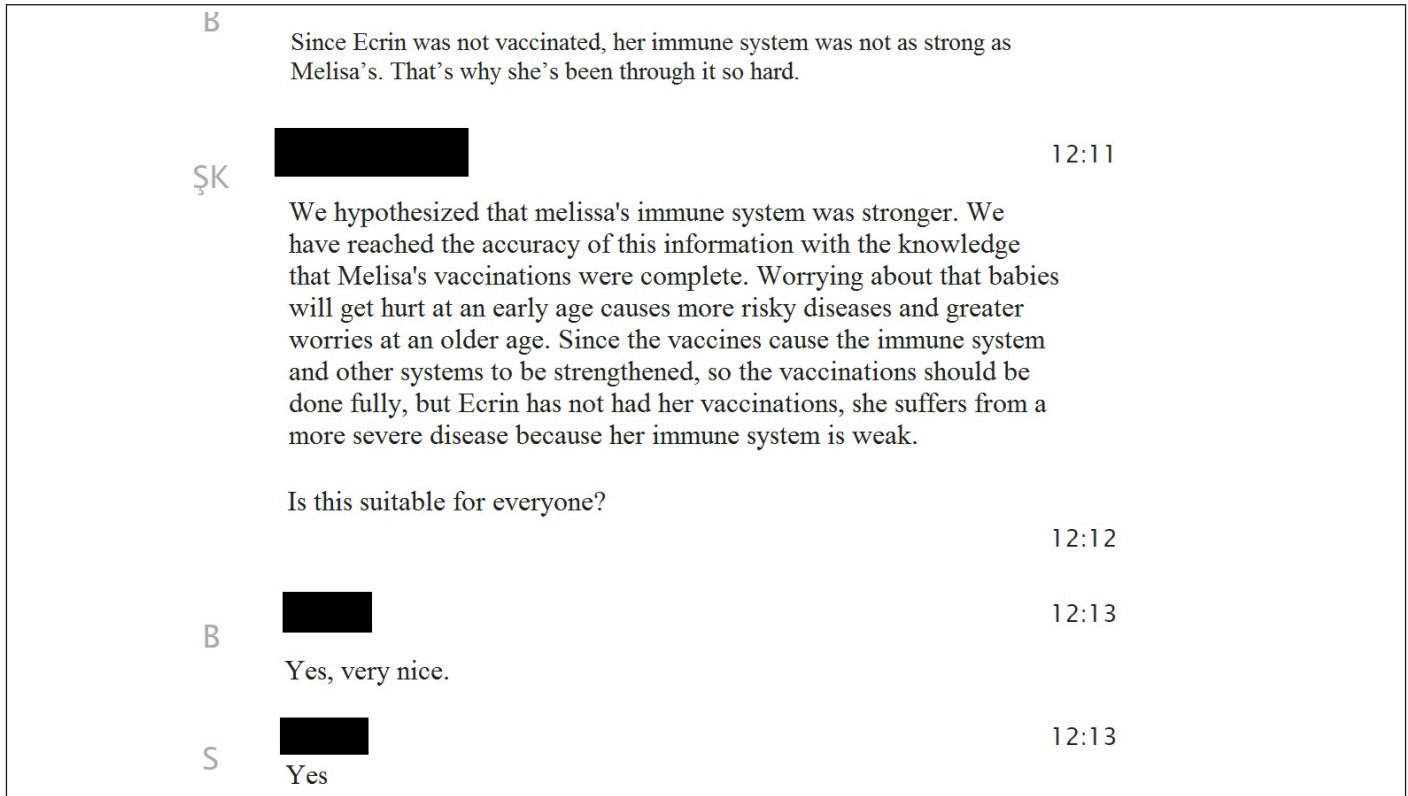 B
Since Ecrin was not vaccinated, her immune system was not as strong as
Melisa’s. That’s why she’s been through it so hard.
12:11
ŞK
We hypothesized that melissa's immune system was stronger. We
have reached the accuracy of this information with the knowledge
that Melisa's vaccinations were complete. Worrying about that babies
will get hurt at an early age causes more risky diseases and greater
worries at an older age. Since the vaccines cause the immune system
and other systems to be strengthened, so the vaccinations should be
done fully, but Ecrin has not had her vaccinations, she suffers from a
more severe disease because her immune system is weak.
Is this suitable for everyone?
12:12
12:13
B
Yes, very nice.
12:13
S
Yes